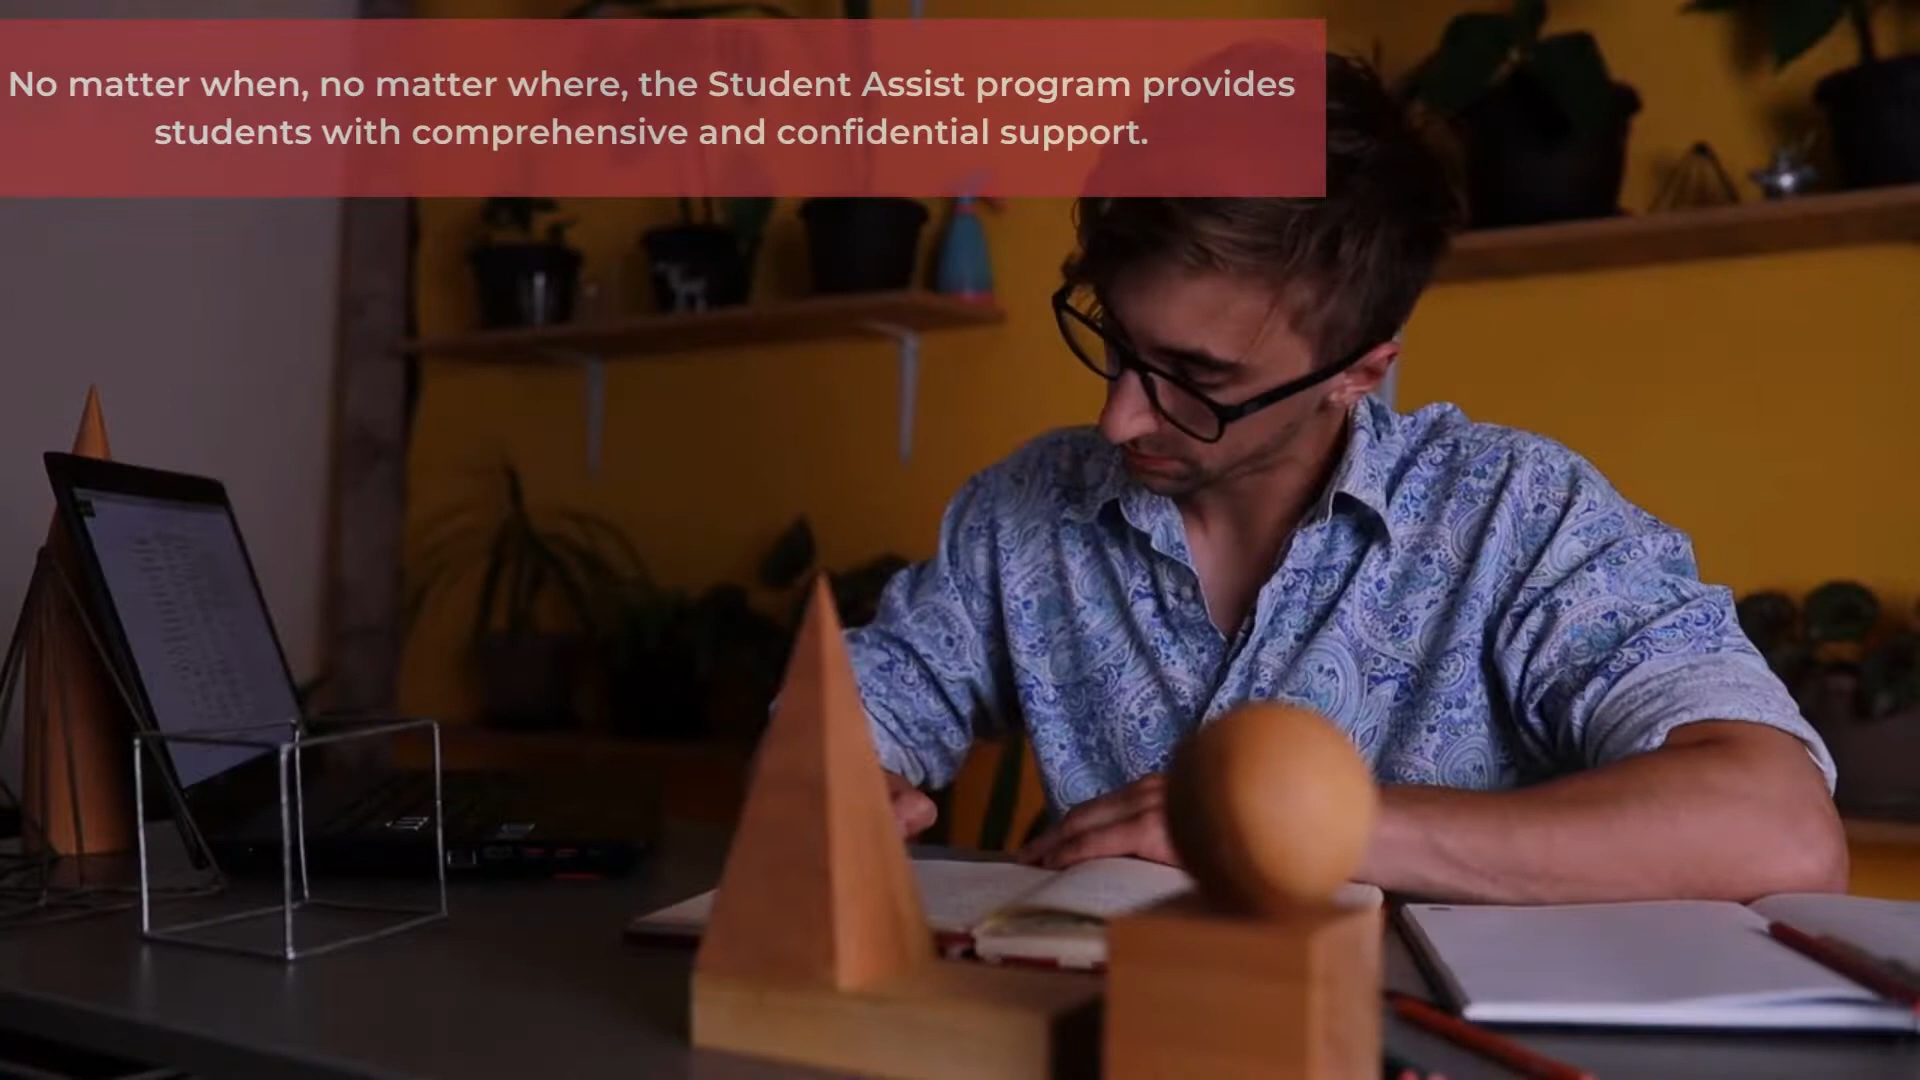 No matter when, no matter where, the Student Assist program provides
students with comprehensive and confidential support.